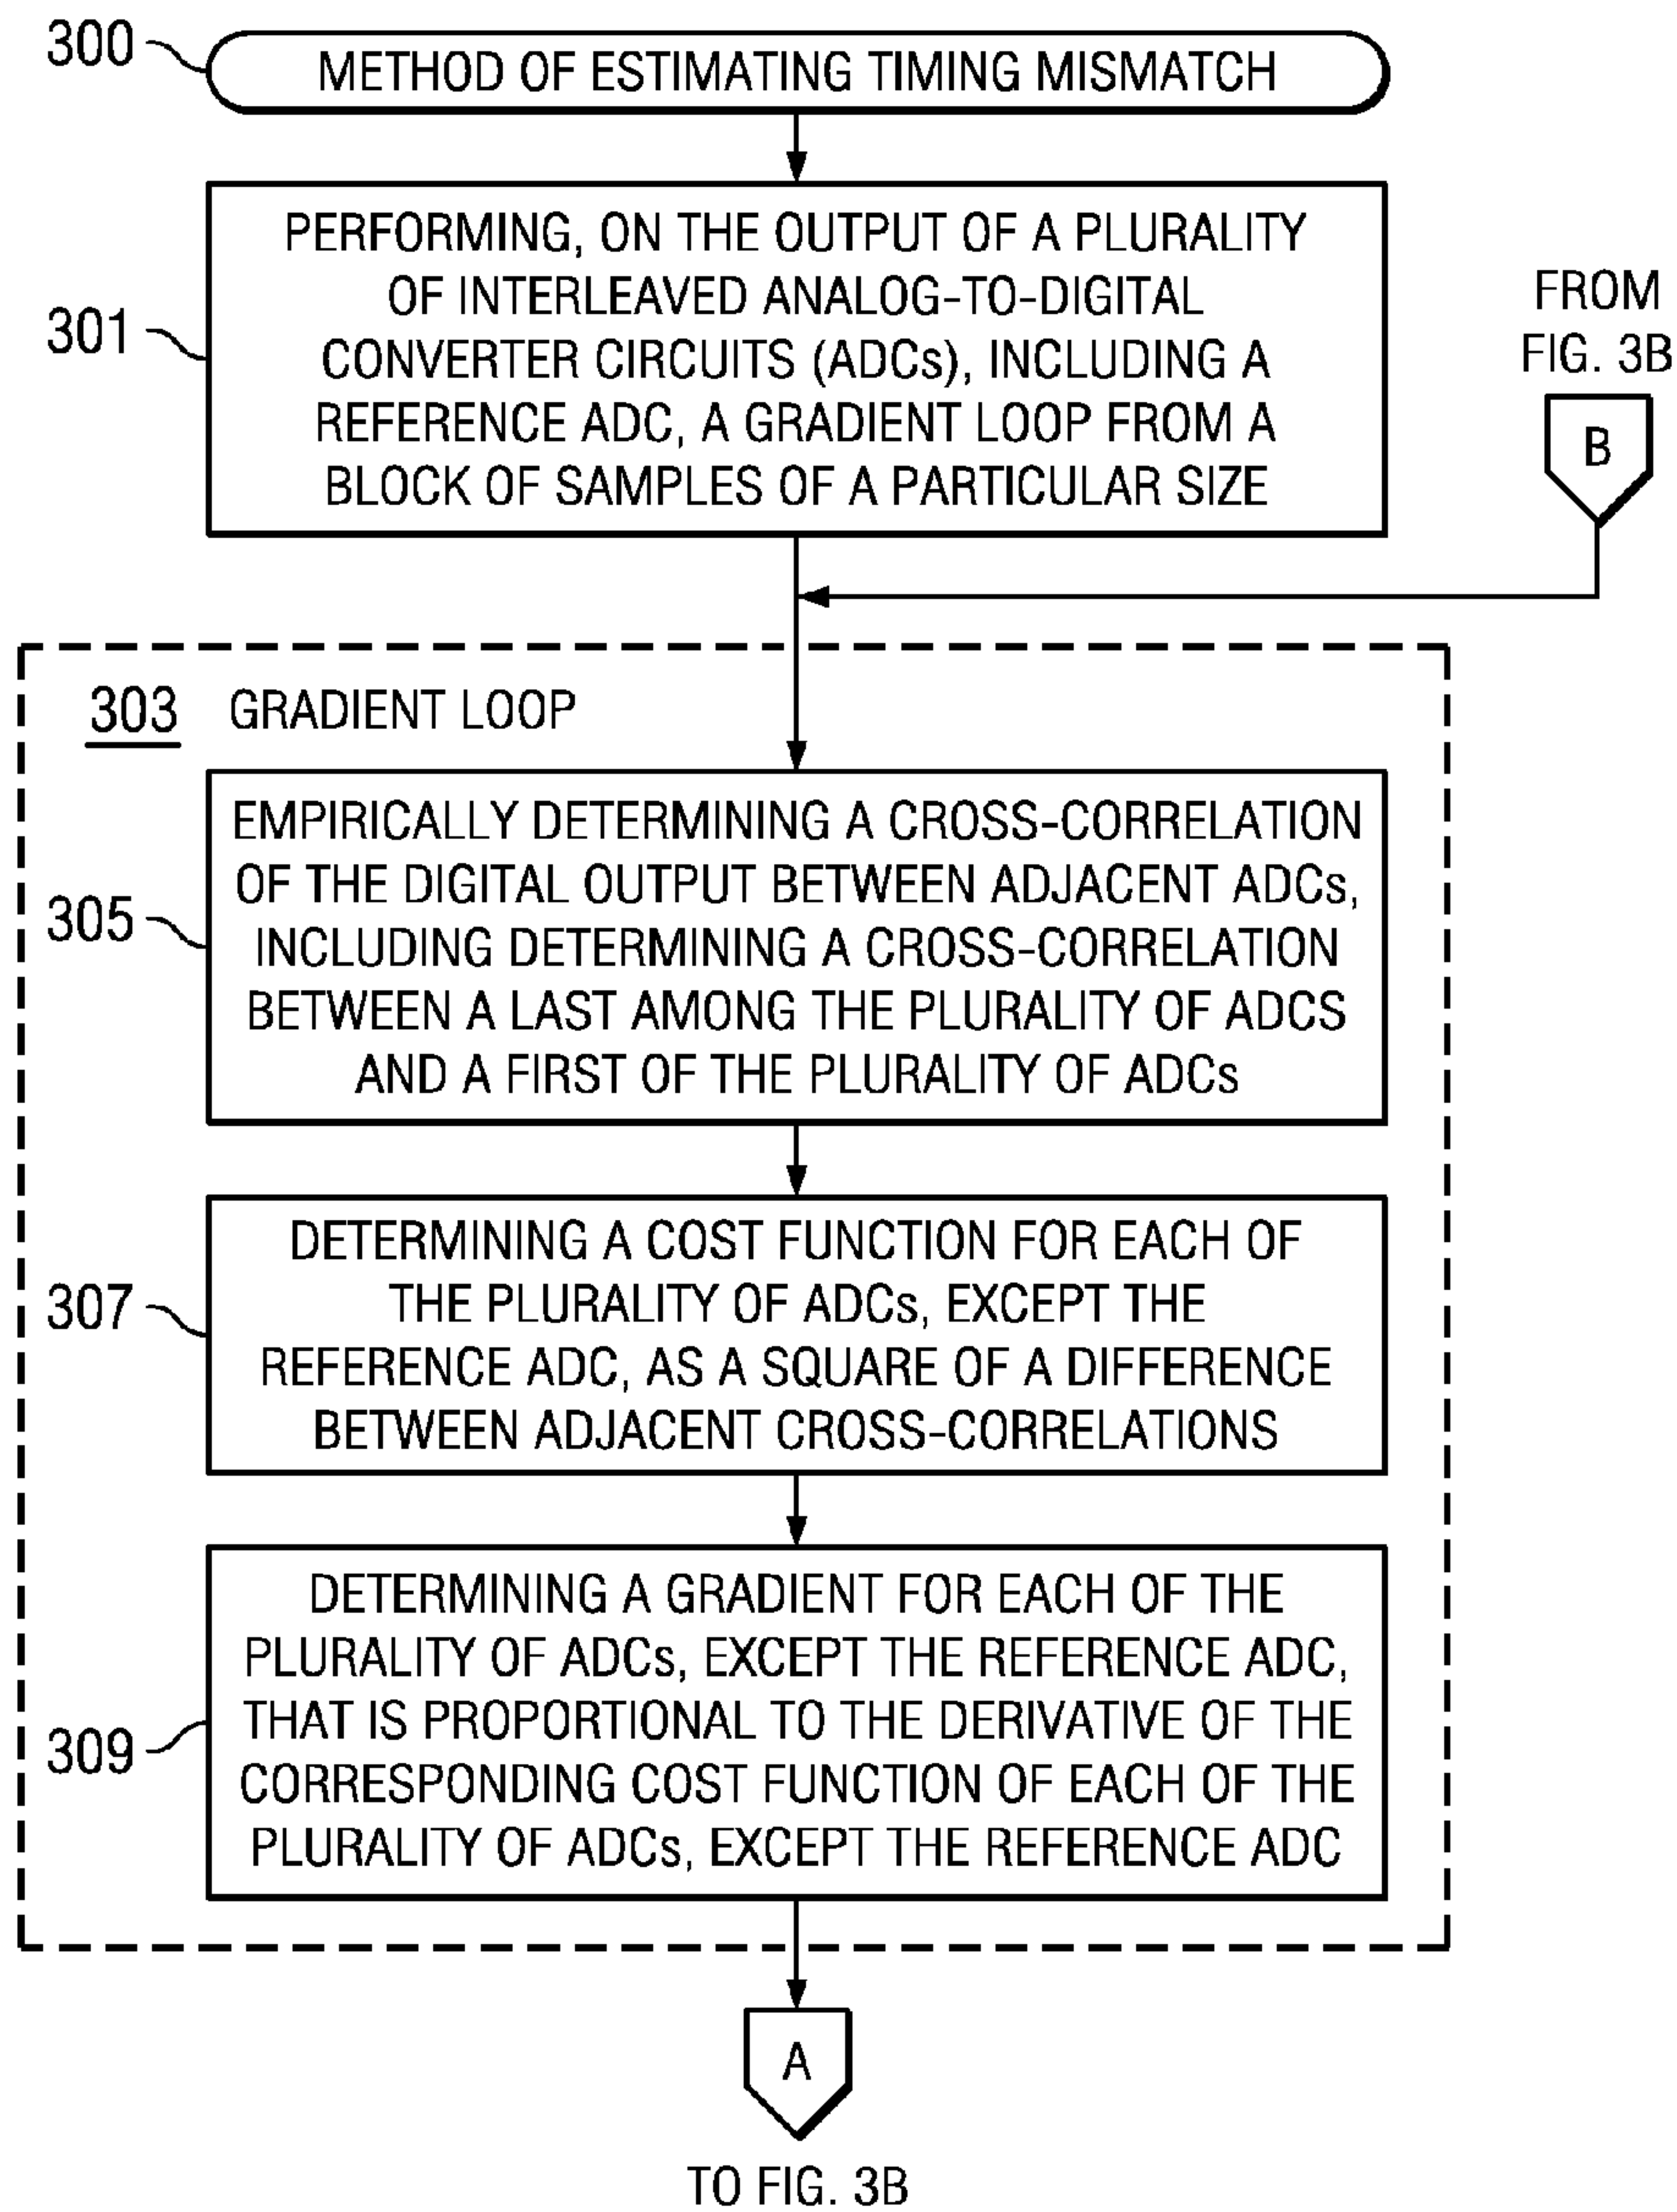 300
METHOD OF ESTIMATING TIMING MISMATCH
301
PERFORMING, ON THE OUTPUT OF A PLURALITY
OF INTERLEAVED ANALOG-TO-DIGITAL
CONVERTER CIRCUITS (ADCs), INCLUDING A
REFERENCE ADC, A GRADIENT LOOP FROM A
BLOCK OF SAMPLES OF A PARTICULAR SIZE
FROM
FIG. 3B
B
303 GRADIENT LOOP
305
EMPIRICALLY DETERMINING A CROSS-CORRELATION
OF THE DIGITAL OUTPUT BETWEEN ADJACENT ADCs,
INCLUDING DETERMINING A CROSS-CORRELATION
BETWEEN A LAST AMONG THE PLURALITY OF ADCS
AND A FIRST OF THE PLURALITY OF ADCs
307
DETERMINING A COST FUNCTION FOR EACH OF
THE PLURALITY OF ADCs, EXCEPT THE
REFERENCE ADC, AS A SQUARE OF A DIFFERENCE
BETWEEN ADJACENT CROSS-CORRELATIONS
309
DETERMINING A GRADIENT FOR EACH OF THE
PLURALITY OF ADCs, EXCEPT THE REFERENCE ADC,
THAT IS PROPORTIONAL TO THE DERIVATIVE OF THE
CORRESPONDING COST FUNCTION OF EACH OF THE
PLURALITY OF ADCs, EXCEPT THE REFERENCE ADC
A
TO FIG. 3B